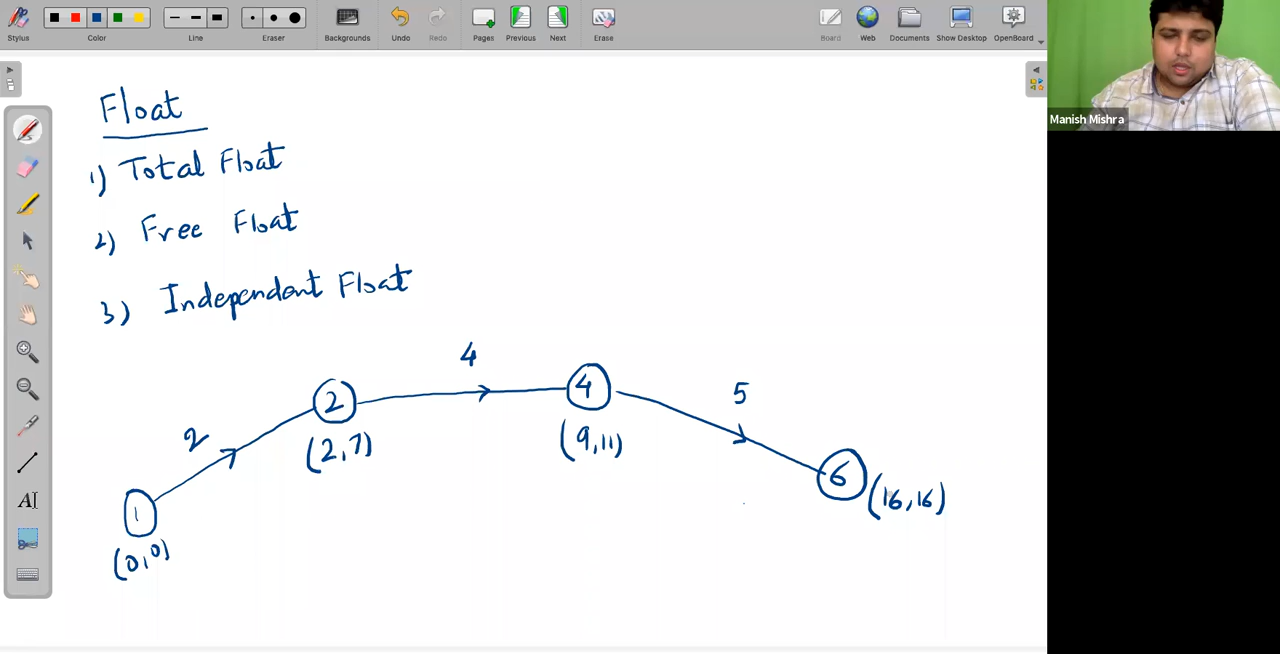 Stylus
Color
Line
Eraser
Backgrounds
Undo
Redo
Pages
Previous
Next
Erase
Board
Web
Documents
Show Desktop
OpenBoard
Manish Mishra
Float
1) Total Float
2) Free Float
3) Independent Float
4
2
4
5
2
(2,7)
(9,11)
6
(16,16)
1
(0,0)
AI